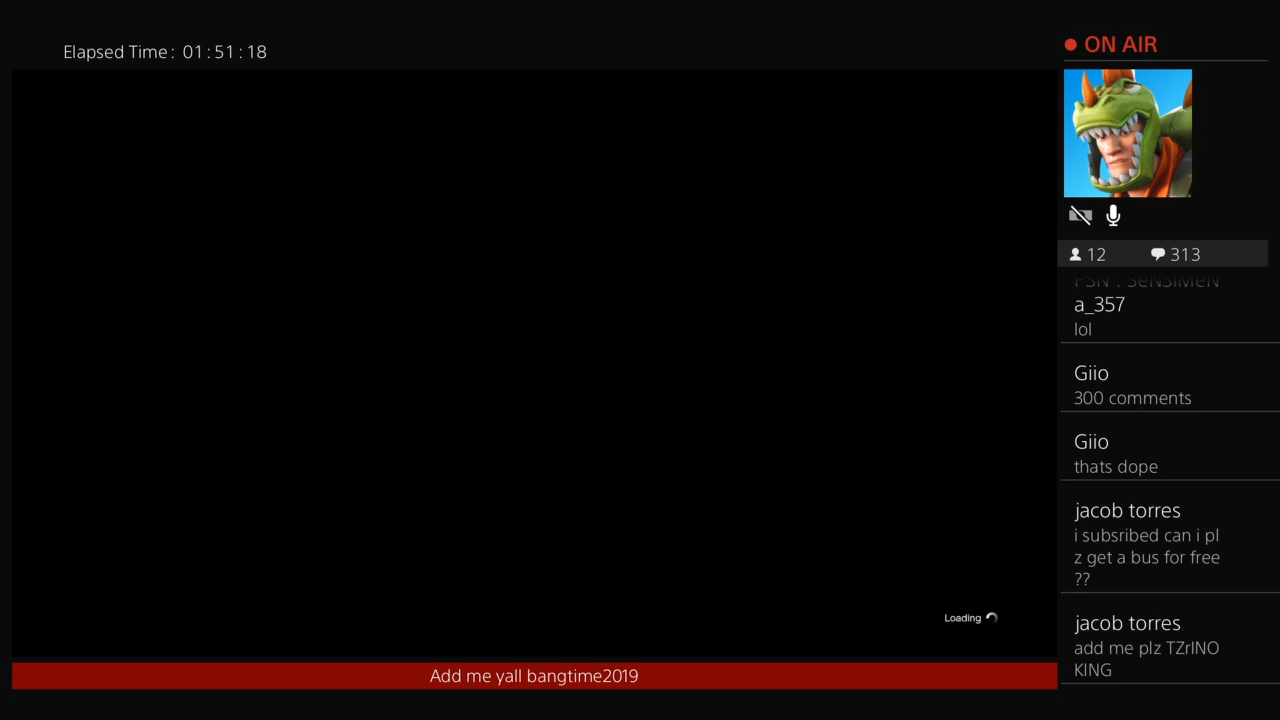 Elapsed Time: 01:51:18
ON AIR
12 313
PSN : SeNSiMeN
a_357
lol
Giio
300 comments
Giio
thats dope
jacob torres
i subsribed can i pl
z get a bus for free
??
jacob torres
add me plz TZrINO
KING
Loading
Add me yall bangtime2019